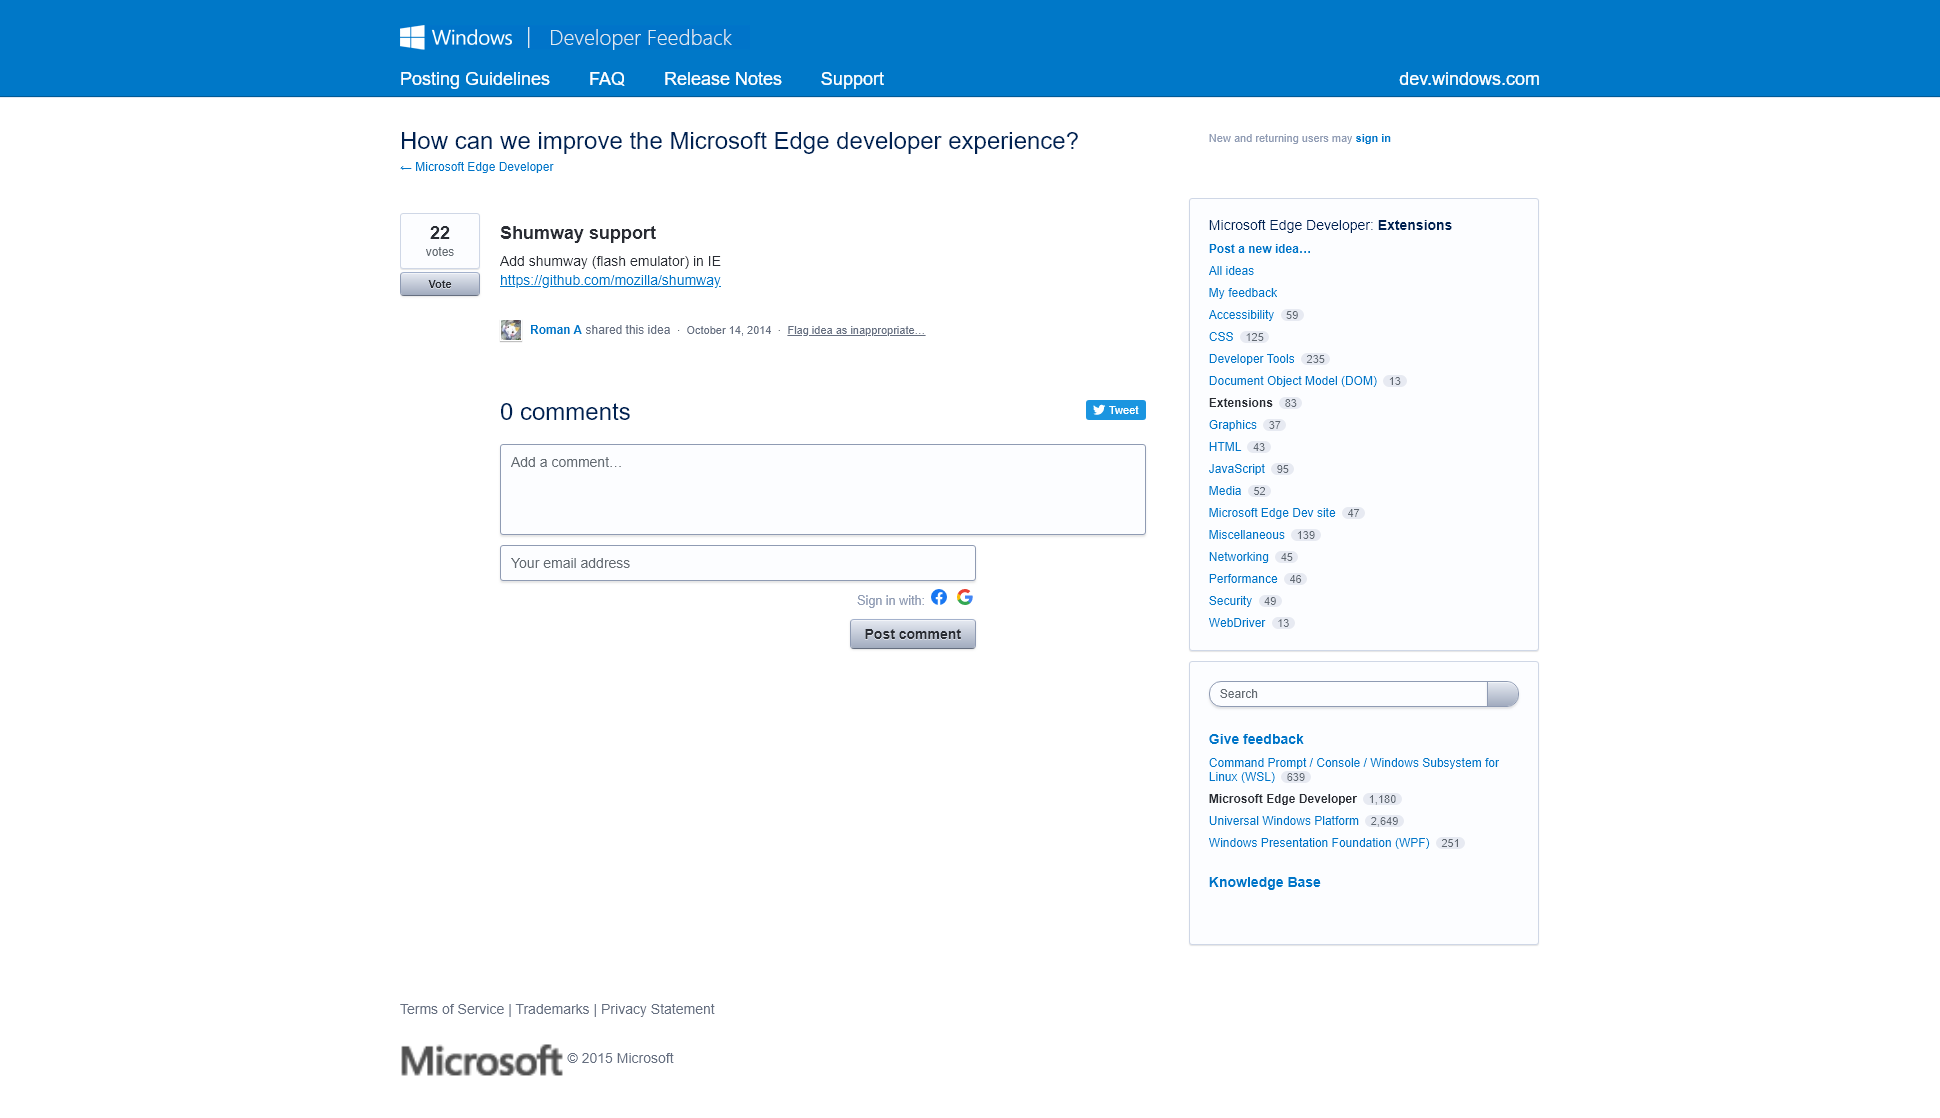 Windows | Developer Feedback
Posting Guidelines FAQ Release Notes Support dev.windows.com
How can we improve the Microsoft Edge developer experience?
← Microsoft Edge Developer
New and returning users may sign in
22
votes
Vote
Shumway support
Add shumway (flash emulator) in IE
https://github.com/mozilla/shumway
Roman A shared this idea · October 14, 2014 · Flag idea as inappropriate…
0 comments
Tweet
Add a comment…
Your email address
Sign in with:
Post comment
Microsoft Edge Developer: Extensions
Post a new idea…
All ideas
My feedback
Accessibility 59
CSS 125
Developer Tools 235
Document Object Model (DOM) 13
Extensions 83
Graphics 37
HTML 43
JavaScript 95
Media 52
Microsoft Edge Dev site 47
Miscellaneous 139
Networking 45
Performance 46
Security 49
WebDriver 13
Search
Give feedback
Command Prompt / Console / Windows Subsystem for
Linux (WSL) 639
Microsoft Edge Developer 1,180
Universal Windows Platform 2,649
Windows Presentation Foundation (WPF) 251
Knowledge Base
Terms of Service | Trademarks | Privacy Statement
Microsoft © 2015 Microsoft